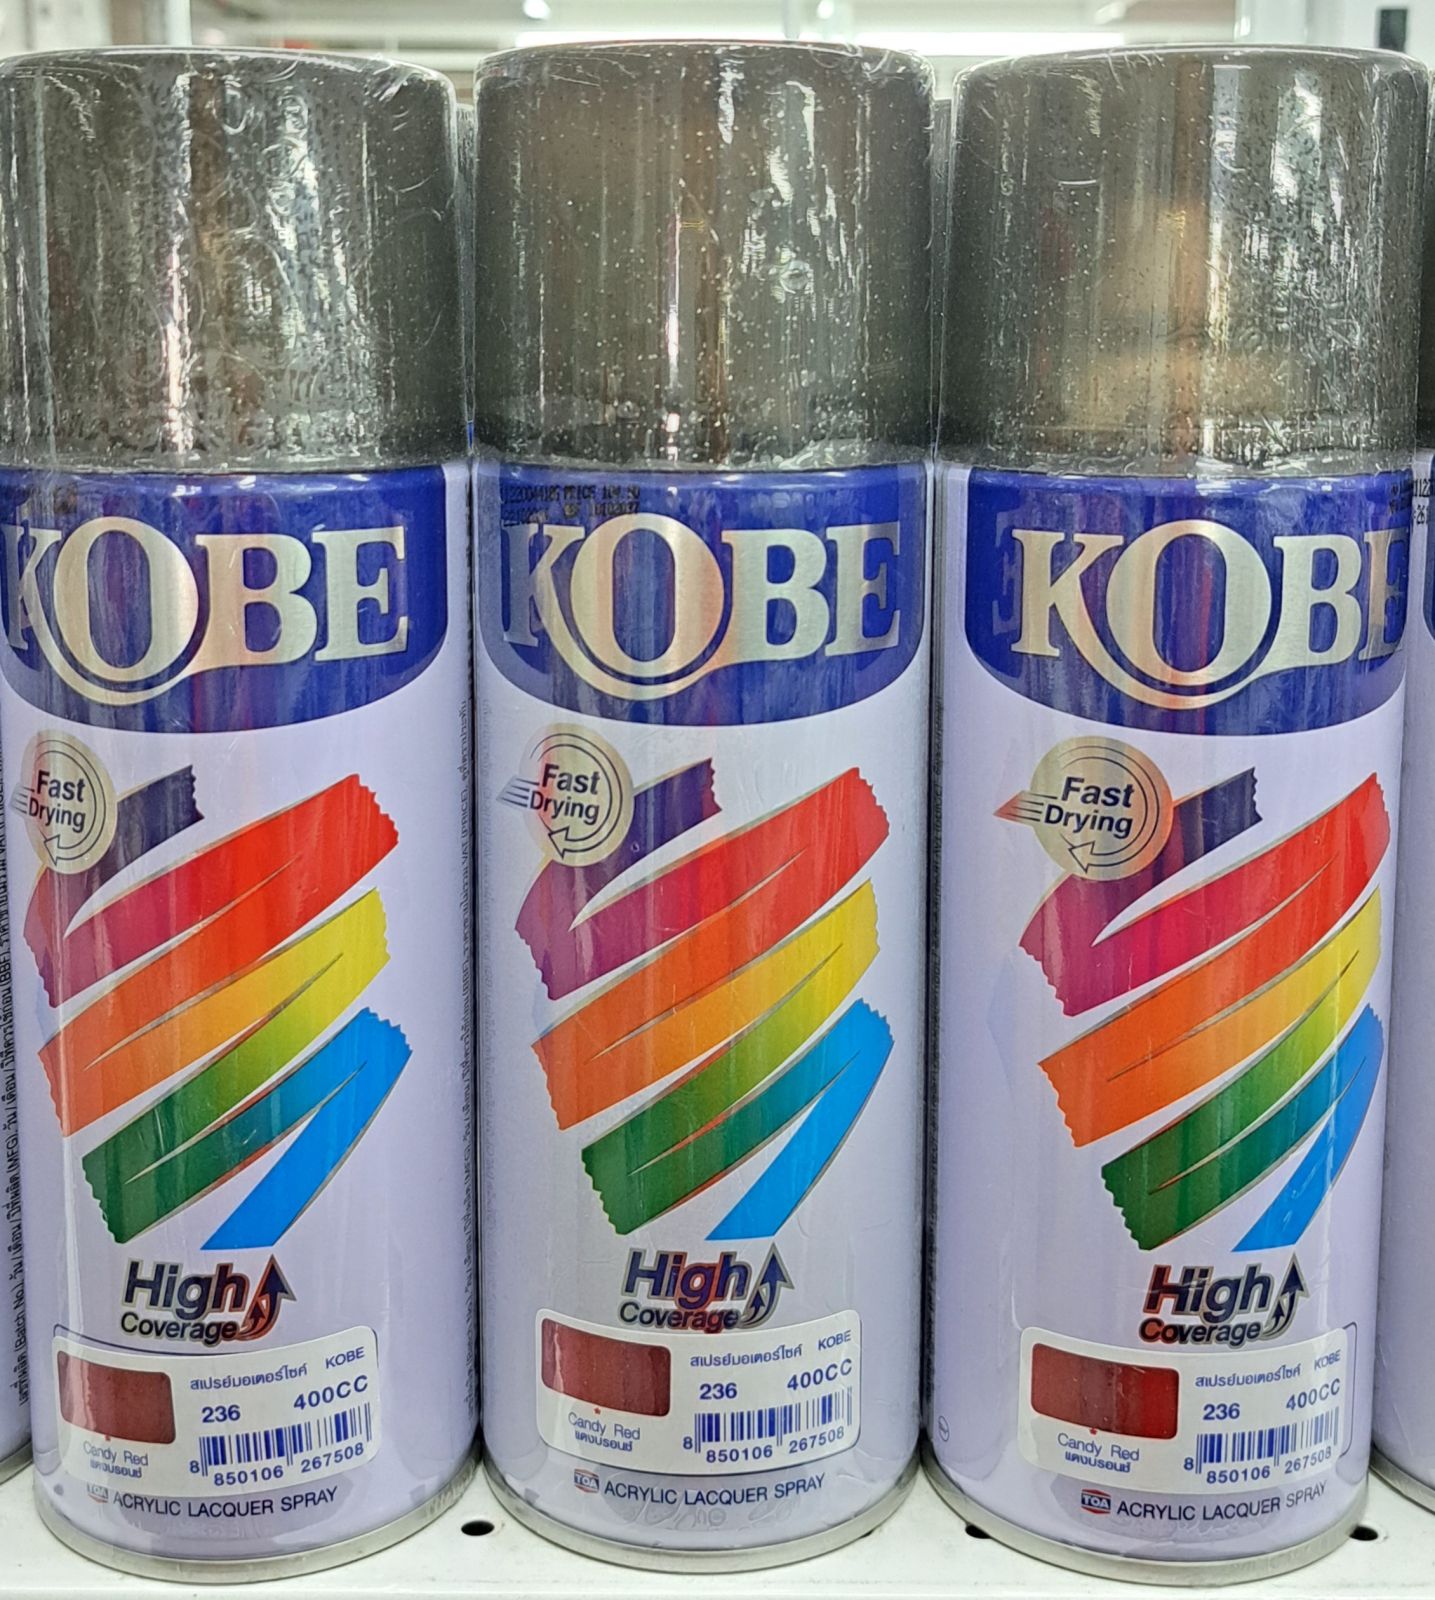 KOBE
Fast
Drying
High
Coverage
สเปรย์มอเตอร์ไซค์ KOBE
236 400CC
Candy Red
แดงบรอนซ์
8 850106 267508
TOA ACRYLIC LACQUER SPRAY
PRICE
KOBE
Fast
Drying
High
Coverage
สเปรย์มอเตอร์ไซค์ KOBE
236 400CC
Candy Red
แดงบรอนซ์
8 850106 267508
TOA ACRYLIC LACQUER SPRAY
KOBE
Fast
Drying
High
Coverage
สเปรย์มอเตอร์ไซค์ KOBE
236 400CC
Candy Red
แดงบรอนซ์
8 850106 267508
TOA ACRYLIC LACQUER SPRAY